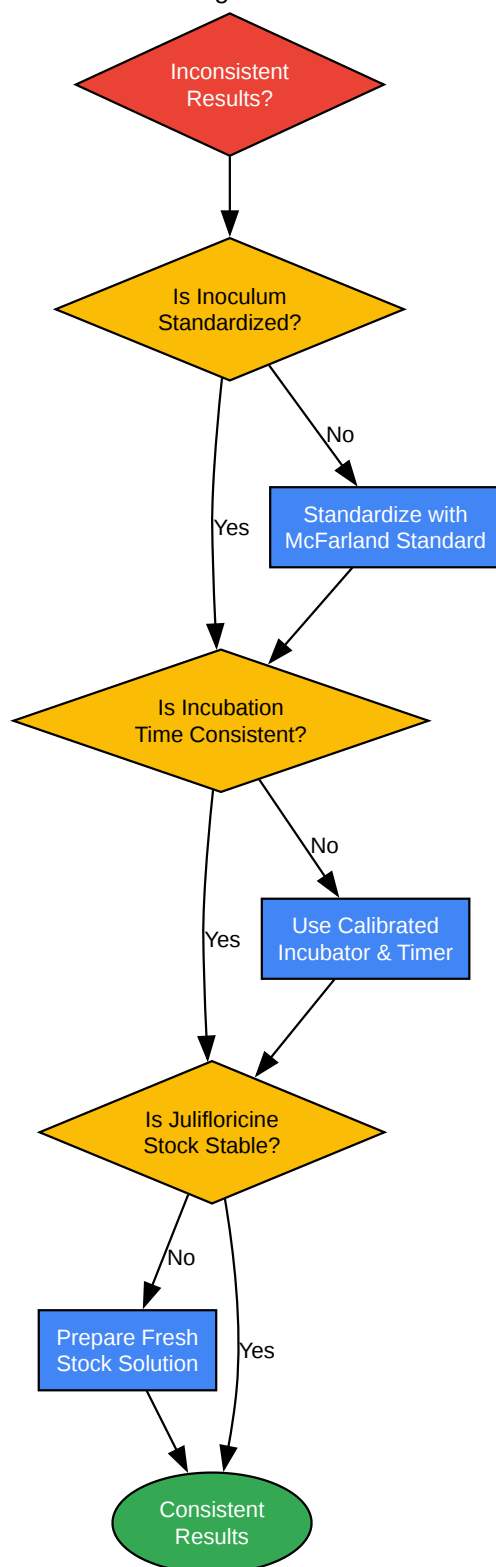 Inconsistent
Results?
Is Inoculum
Standardized?
No
Yes
Standardize with
McFarland Standard
Is Incubation
Time Consistent?
No
Yes
Use Calibrated
Incubator & Timer
Is Julifloricine
Stock Stable?
No
Yes
Prepare Fresh
Stock Solution
Consistent
Results